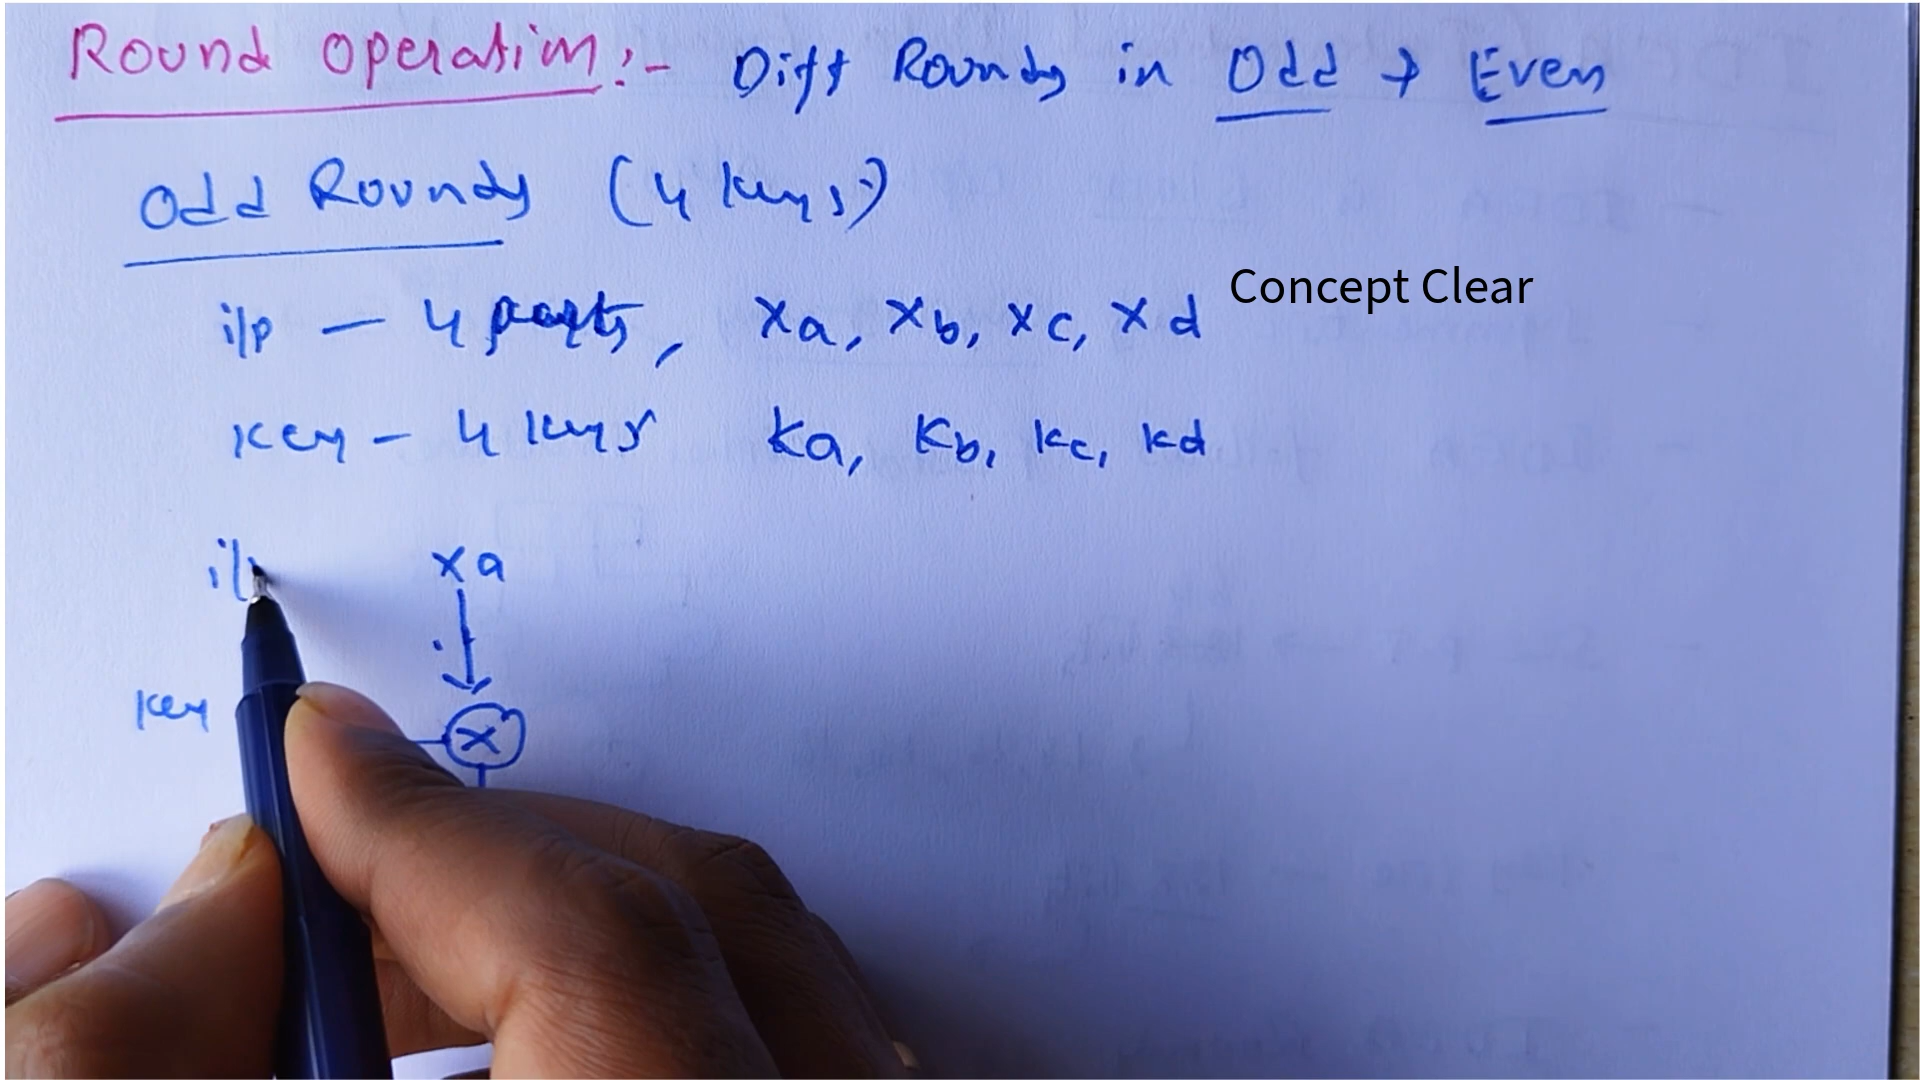 Round Operation:- Diff Rounds in Odd & Even
Odd Rounds (4 keys)
Concept Clear
i/p — 4 parts, Xa, Xb, Xc, Xd
Key - 4 keys Ka, Kb, Kc, Kd
i/p Xa
Key X